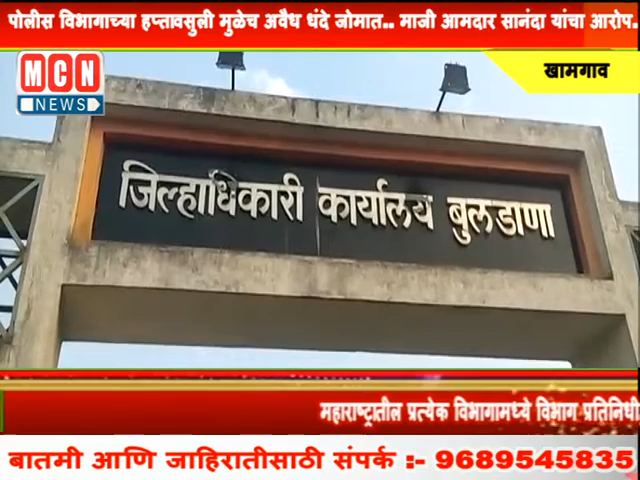 पोलीस विभागाच्या हप्तावसुली मुळेच अवैध धंदे जोमात.. माजी आमदार सानंदा यांचा आरोप.
MCN
NEWS
खामगाव
जिल्हाधिकारी कार्यालय बुलडाणा
महाराष्ट्रातील प्रत्येक विभागामध्ये विभाग प्रतिनिधी
बातमी आणि जाहिरातीसाठी संपर्क :- 9689545835